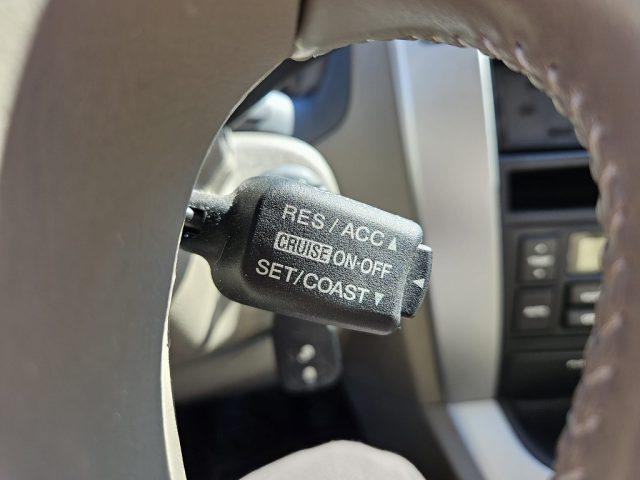 RES/ACC▲
CRUISE ON-OFF ◀
SET/COAST▼